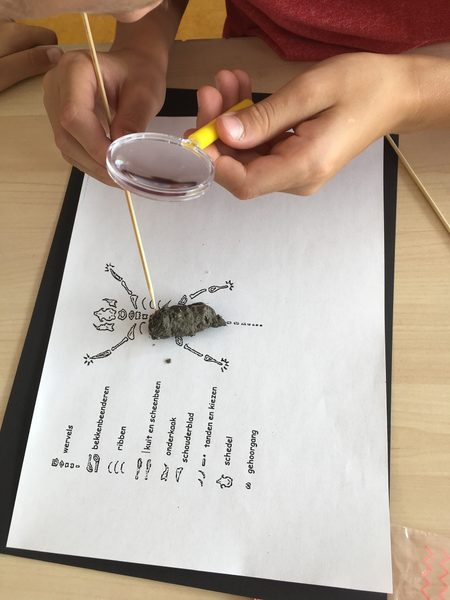 wervels
bekkenbeenderen
ribben
kuit en scheenbeen
onderkaak
schouderblad
tanden en kiezen
schedel
gehoorgang